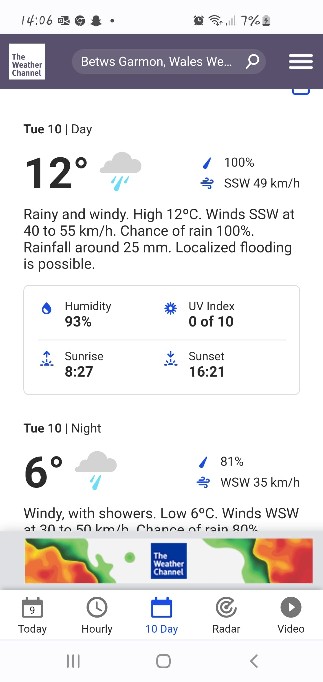 14:06
7%
The
Weather
Channel
Betws Garmon, Wales We...
Tue 10 | Day
12°
100%
SSW 49 km/h
Rainy and windy. High 12ºC. Winds SSW at
40 to 55 km/h. Chance of rain 100%.
Rainfall around 25 mm. Localized flooding
is possible.
Humidity
93%
UV Index
0 of 10
Sunrise
8:27
Sunset
16:21
Tue 10 | Night
6°
81%
WSW 35 km/h
Windy, with showers. Low 6ºC. Winds WSW
at 30 to 50 km/h. Chance of rain 80%.
The
Weather
Channel
9
Today
Hourly
10 Day
Radar
Video